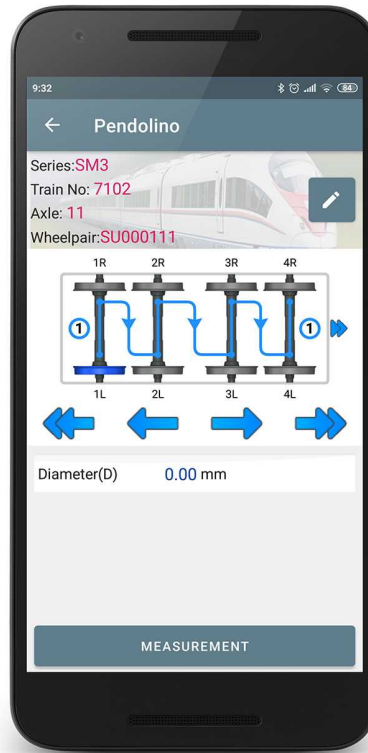 9:32
84
Pendolino
Series:SM3
Train No: 7102
Axle: 11
Wheelpair:SU000111
1R 2R 3R 4R
1 1
1L 2L 3L 4L
Diameter(D) 0.00 mm
MEASUREMENT